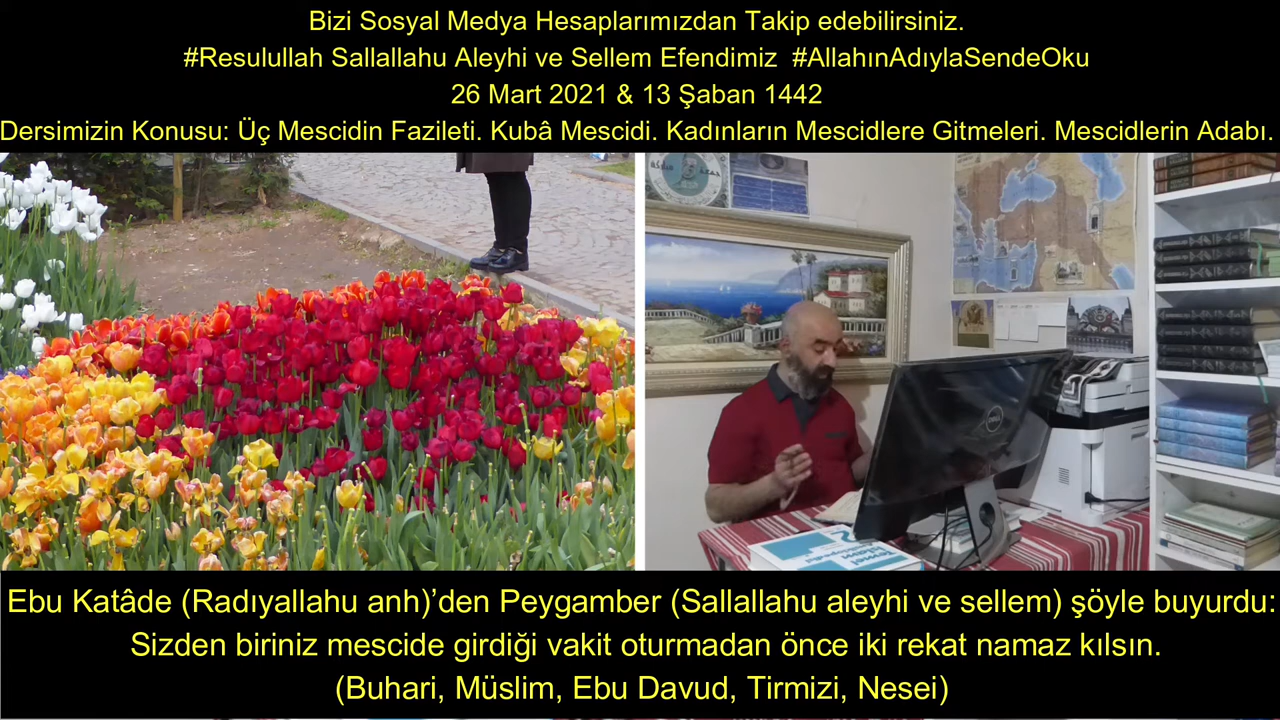 Bizi Sosyal Medya Hesaplarımızdan Takip edebilirsiniz.
#Resulullah Sallallahu Aleyhi ve Sellem Efendimiz #AllahınAdıylaSendeOku
26 Mart 2021 & 13 Şaban 1442
Dersimizin Konusu: Üç Mescidin Fazileti. Kubâ Mescidi. Kadınların Mescidlere Gitmeleri. Mescidlerin Adabı.
DELL
Temel
İslam
Ebu Katâde (Radıyallahu anh)’den Peygamber (Sallallahu aleyhi ve sellem) şöyle buyurdu:
Sizden biriniz mescide girdiği vakit oturmadan önce iki rekat namaz kılsın.
(Buhari, Müslim, Ebu Davud, Tirmizi, Nesei)